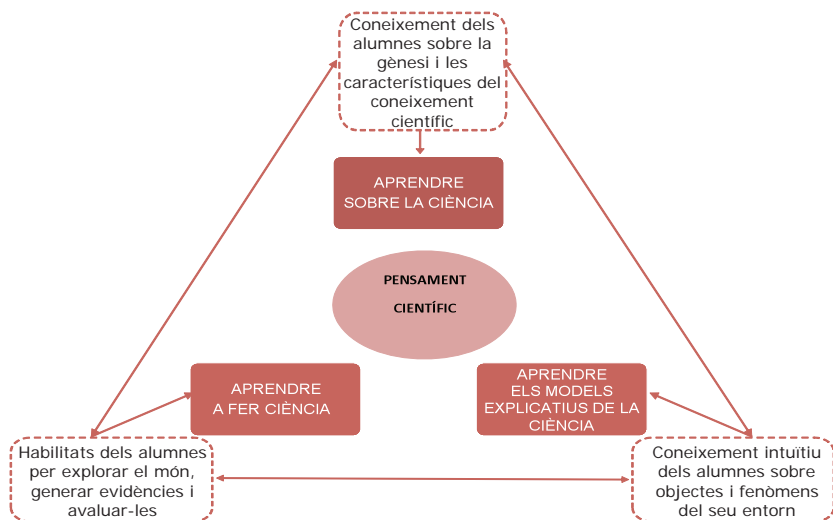 Coneixement dels
alumnes sobre la
gènesi i les
característiques del
coneixement
científic
APRENDRE
SOBRE LA CIÈNCIA
PENSAMENT
CIENTÍFIC
APRENDRE
A FER CIÈNCIA
APRENDRE
ELS MODELS
EXPLICATIUS DE LA
CIÈNCIA
Habilitats dels alumnes
per explorar el món,
generar evidències i
avaluar-les
Coneixement intuïtiu
dels alumnes sobre
objectes i fenòmens
del seu entorn